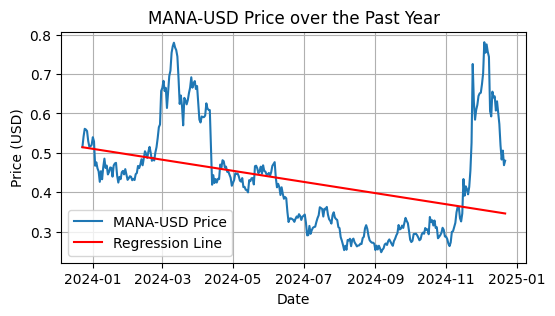 MANA-USD Price over the Past Year
Price (USD)
0.8
0.7
0.6
0.5
0.4
0.3
MANA-USD Price
Regression Line
2024-01 2024-03 2024-05 2024-07 2024-09 2024-11 2025-01
Date